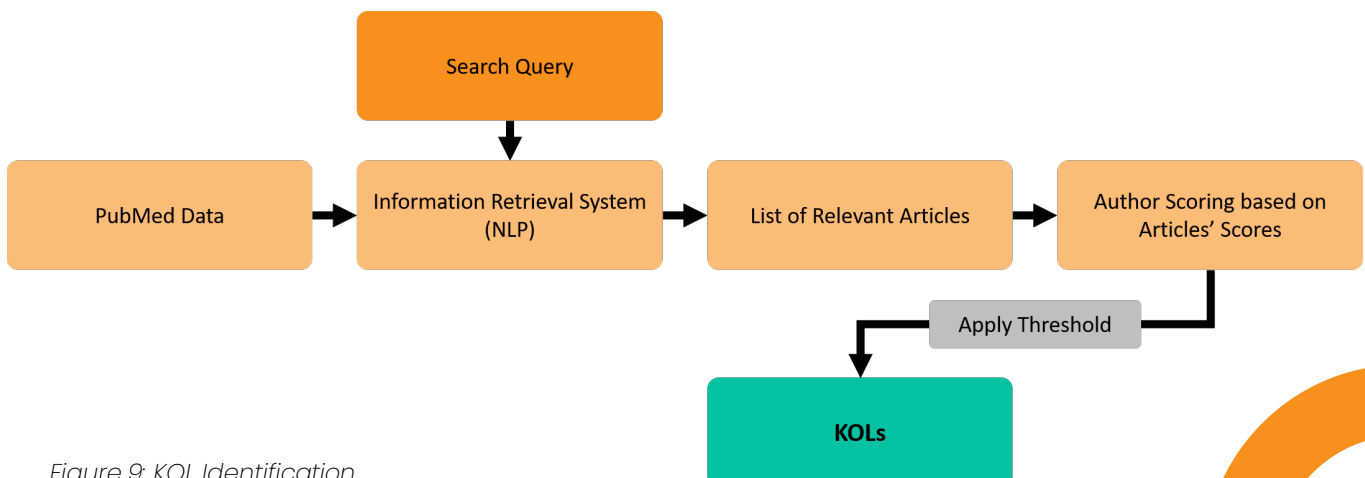 Search Query
PubMed Data
Information Retrieval System
(NLP)
List of Relevant Articles
Author Scoring based on
Articles' Scores
Apply Threshold
KOLs
Figure 9: KOL Identification